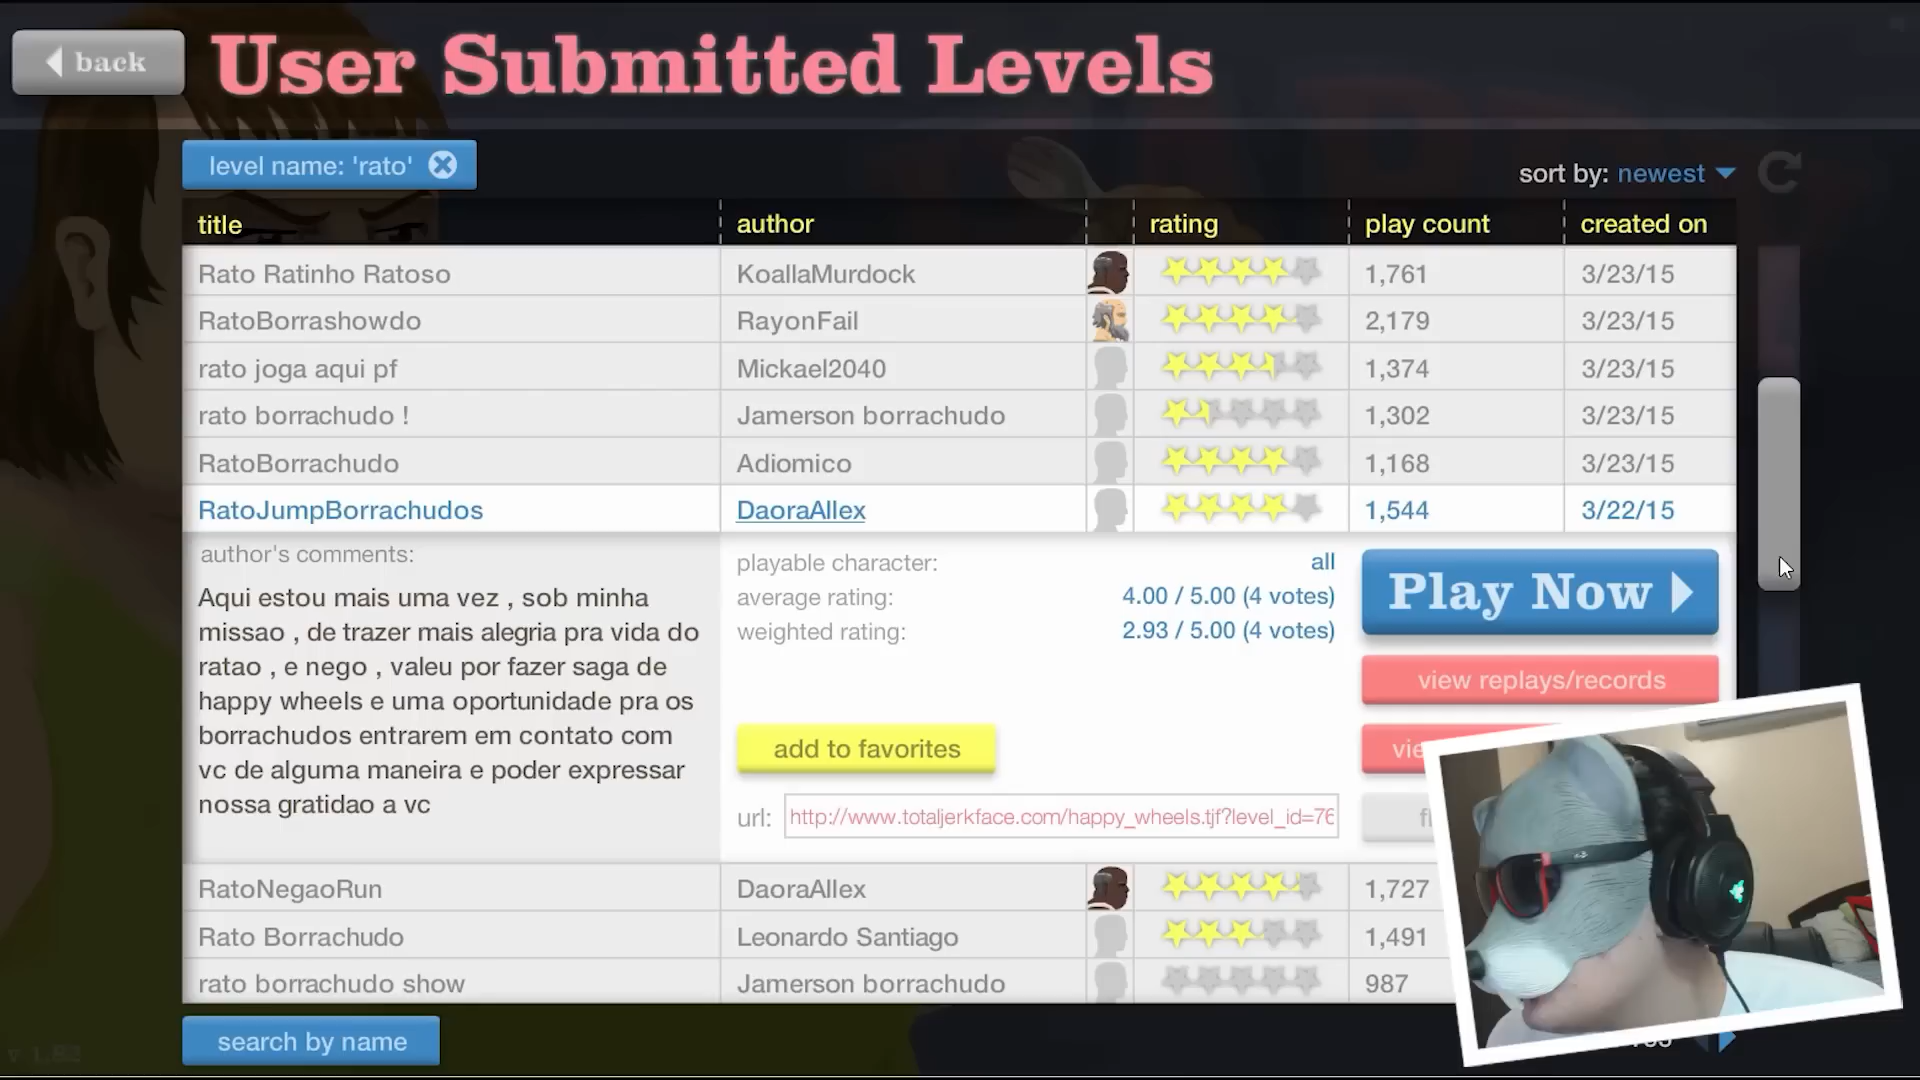 back
User Submitted Levels
level name: 'rato'
sort by: newest
title author rating play count created on
Rato Ratinho Ratoso KoallaMurdock 1,761 3/23/15
RatoBorrashowdo RayonFail 2,179 3/23/15
rato joga aqui pf Mickael2040 1,374 3/23/15
rato borrachudo ! Jamerson borrachudo 1,302 3/23/15
RatoBorrachudo Adiomico 1,168 3/23/15
RatoJumpBorrachudos DaoraAllex 1,544 3/22/15
author's comments:
Aqui estou mais uma vez , sob minha
missao , de trazer mais alegria pra vida do
ratao , e nego , valeu por fazer saga de
happy wheels e uma oportunidade pra os
borrachudos entrarem em contato com
vc de alguma maneira e poder expressar
nossa gratidao a vc
playable character: all
average rating: 4.00 / 5.00 (4 votes)
weighted rating: 2.93 / 5.00 (4 votes)
Play Now
view replays/records
add to favorites
url: http://www.totaljerkface.com/happy_wheels.tjf?level_id=76
RatoNegaoRun DaoraAllex 1,727
Rato Borrachudo Leonardo Santiago 1,491
rato borrachudo show Jamerson borrachudo 987
search by name